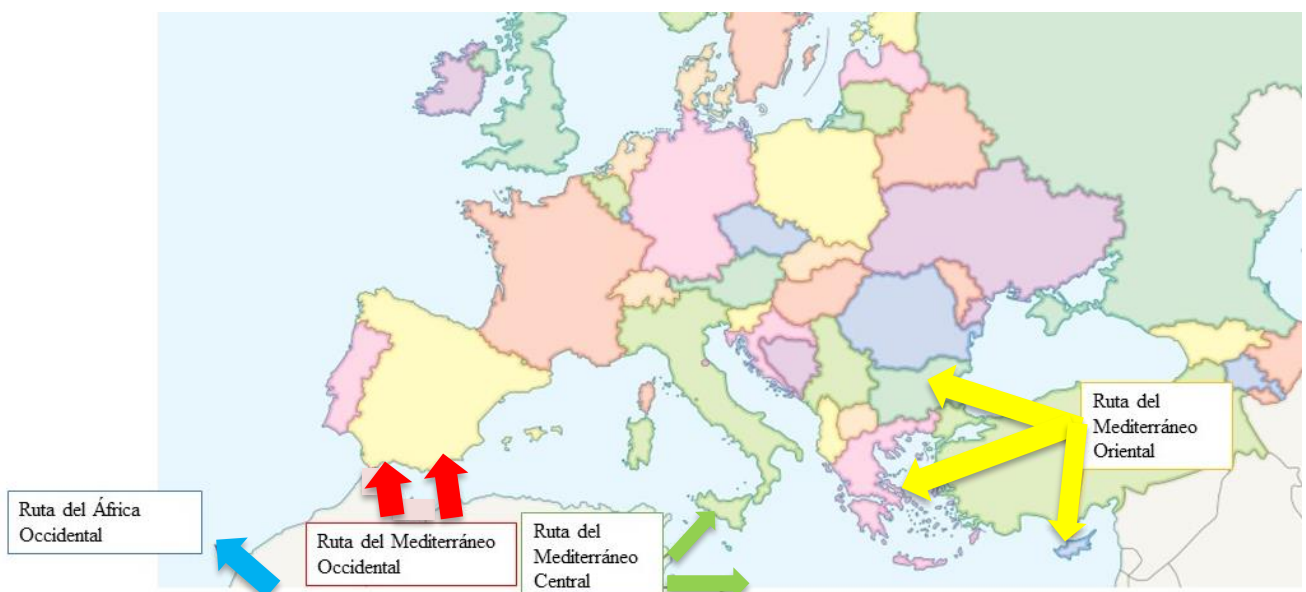 Ruta del África
Occidental
Ruta del Mediterráneo
Occidental
Ruta del
Mediterráneo
Central
Ruta del
Mediterráneo
Oriental